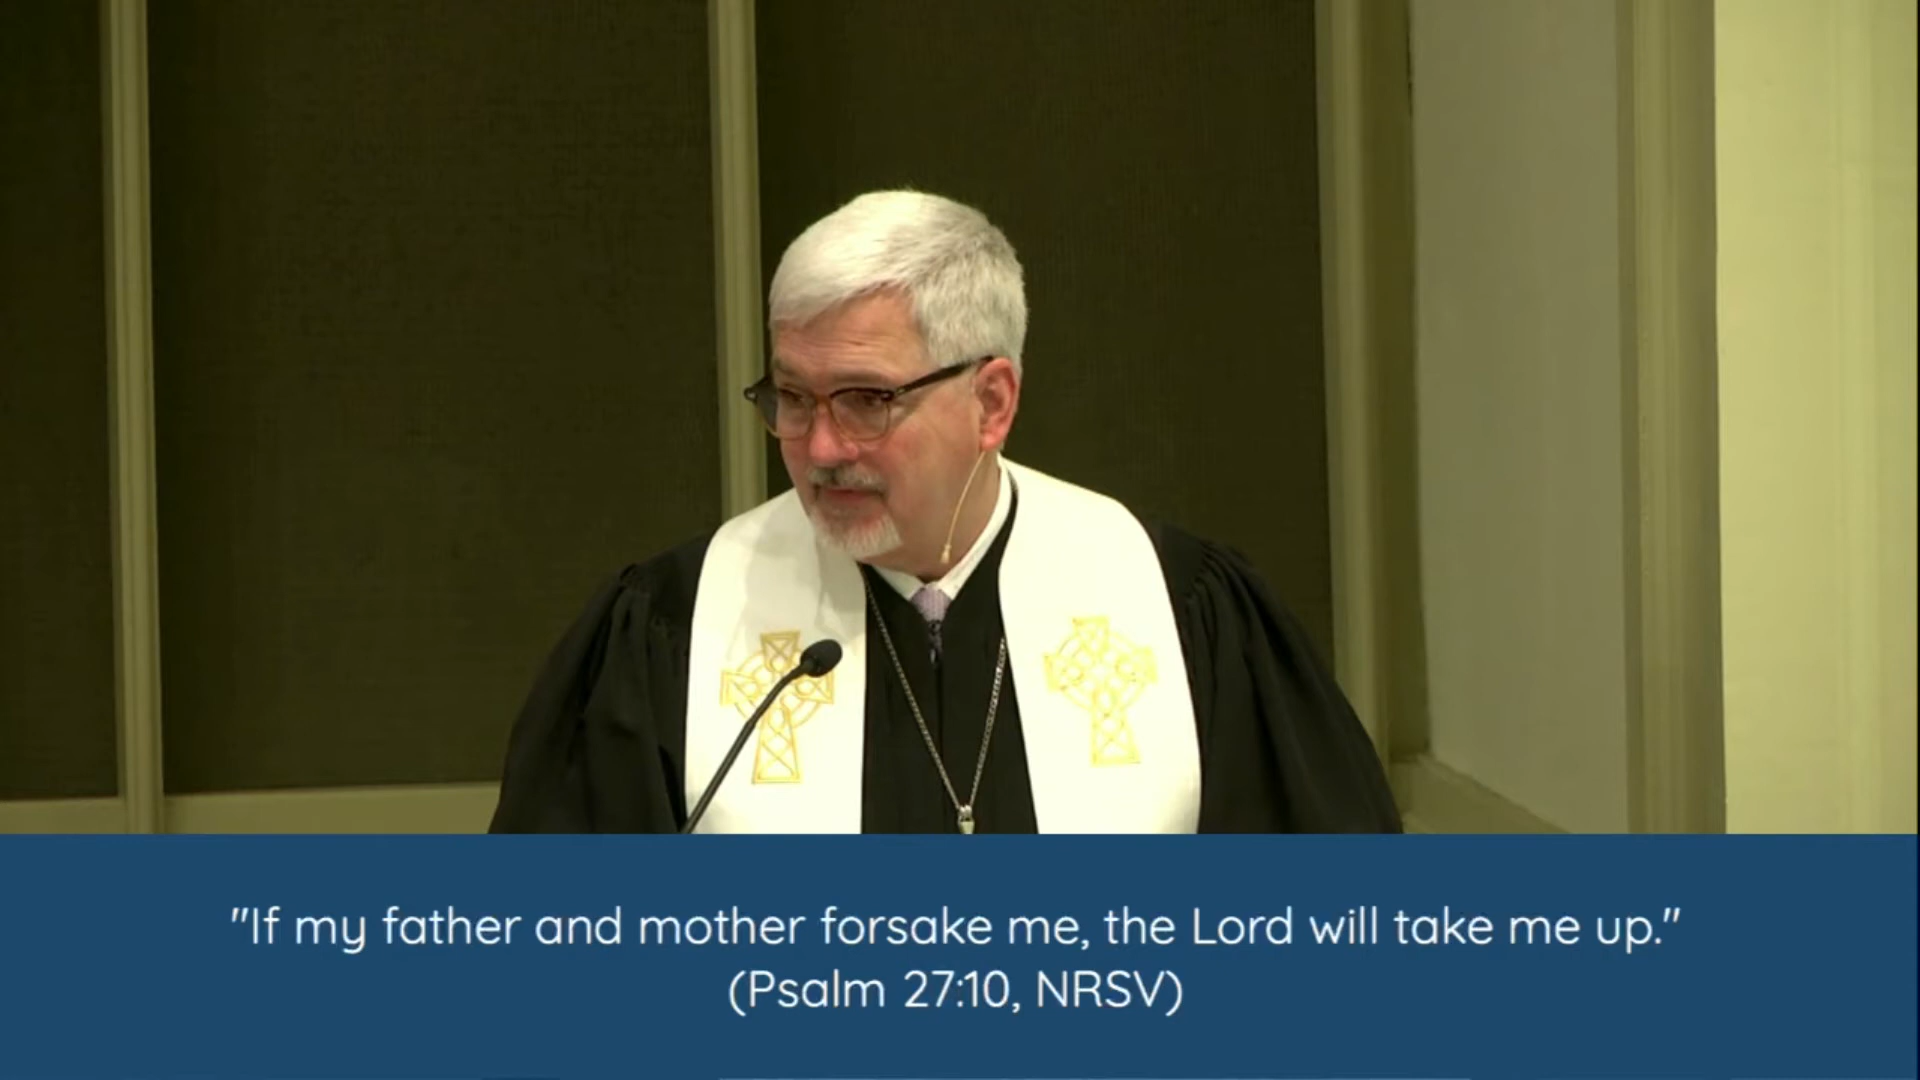 "If my father and mother forsake me, the Lord will take me up."
(Psalm 27:10, NRSV)